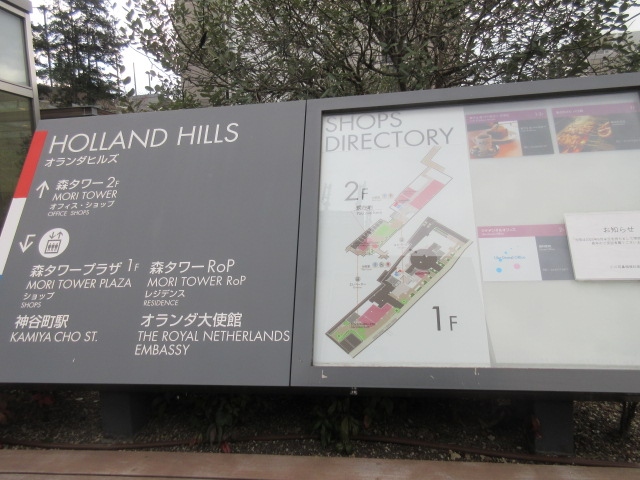 HOLLAND HILLS
オランダヒルズ
森タワー 2F
MORI TOWER
オフィス・ショップ
OFFICE SHOPS
森タワープラザ 1F
MORI TOWER PLAZA
ショップ
SHOPS
森タワー RoP
MORI TOWER RoP
レジデンス
RESIDENCE
神谷町駅
KAMIYA CHO ST.
オランダ大使館
THE ROYAL NETHERLANDS
EMBASSY
SHOPS
DIRECTORY
2F
1F
お知らせ